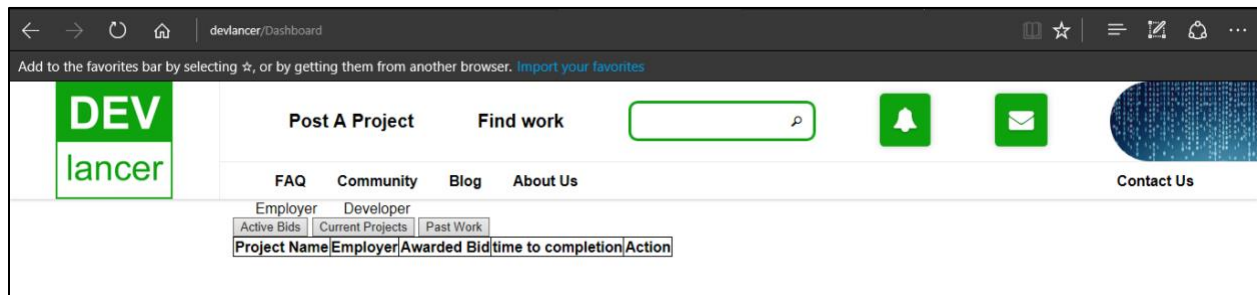 devlancer/Dashboard
Add to the favorites bar by selecting ☆, or by getting them from another browser. Import your favorites
DEV
lancer
Post A Project Find work
FAQ Community Blog About Us Contact Us
Employer Developer
Active Bids Current Projects Past Work
Project Name Employer Awarded Bid time to completion Action